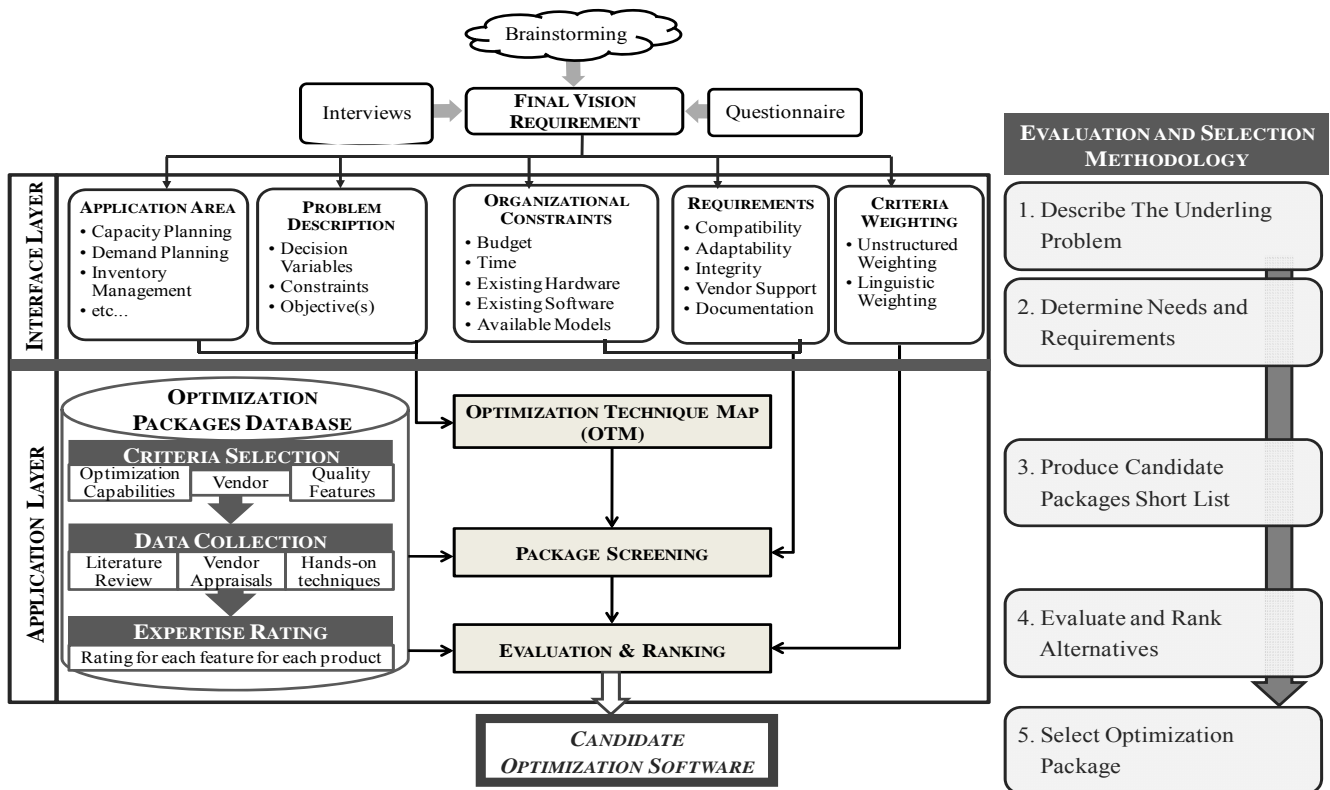 Brainstorming
Interviews
FINAL VISION
REQUIREMENT
Questionnaire
INTERFACE LAYER
APPLICATION AREA
• Capacity Planning
• Demand Planning
• Inventory
Management
• etc...
PROBLEM
DESCRIPTION
• Decision
Variables
• Constraints
• Objective(s)
ORGANIZATIONAL
CONSTRAINTS
• Budget
• Time
• Existing Hardware
• Existing Software
• Available Models
REQUIREMENTS
• Compatibility
• Adaptability
• Integrity
• Vendor Support
• Documentation
CRITERIA
WEIGHTING
• Unstructured
Weighting
• Linguistic
Weighting
APPLICATION LAYER
OPTIMIZATION
PACKAGES DATABASE
CRITERIA SELECTION
Optimization
Capabilities
Vendor
Quality
Features
DATA COLLECTION
Literature
Review
Vendor
Appraisals
Hands-on
techniques
EXPERTISE RATING
Rating for each feature for each product
OPTIMIZATION TECHNIQUE MAP
(OTM)
PACKAGE SCREENING
EVALUATION & RANKING
CANDIDATE
OPTIMIZATION SOFTWARE
EVALUATION AND SELECTION
METHODOLOGY
1. Describe The Underling
Problem
2. Determine Needs and
Requirements
3. Produce Candidate
Packages Short List
4. Evaluate and Rank
Alternatives
5. Select Optimization
Package